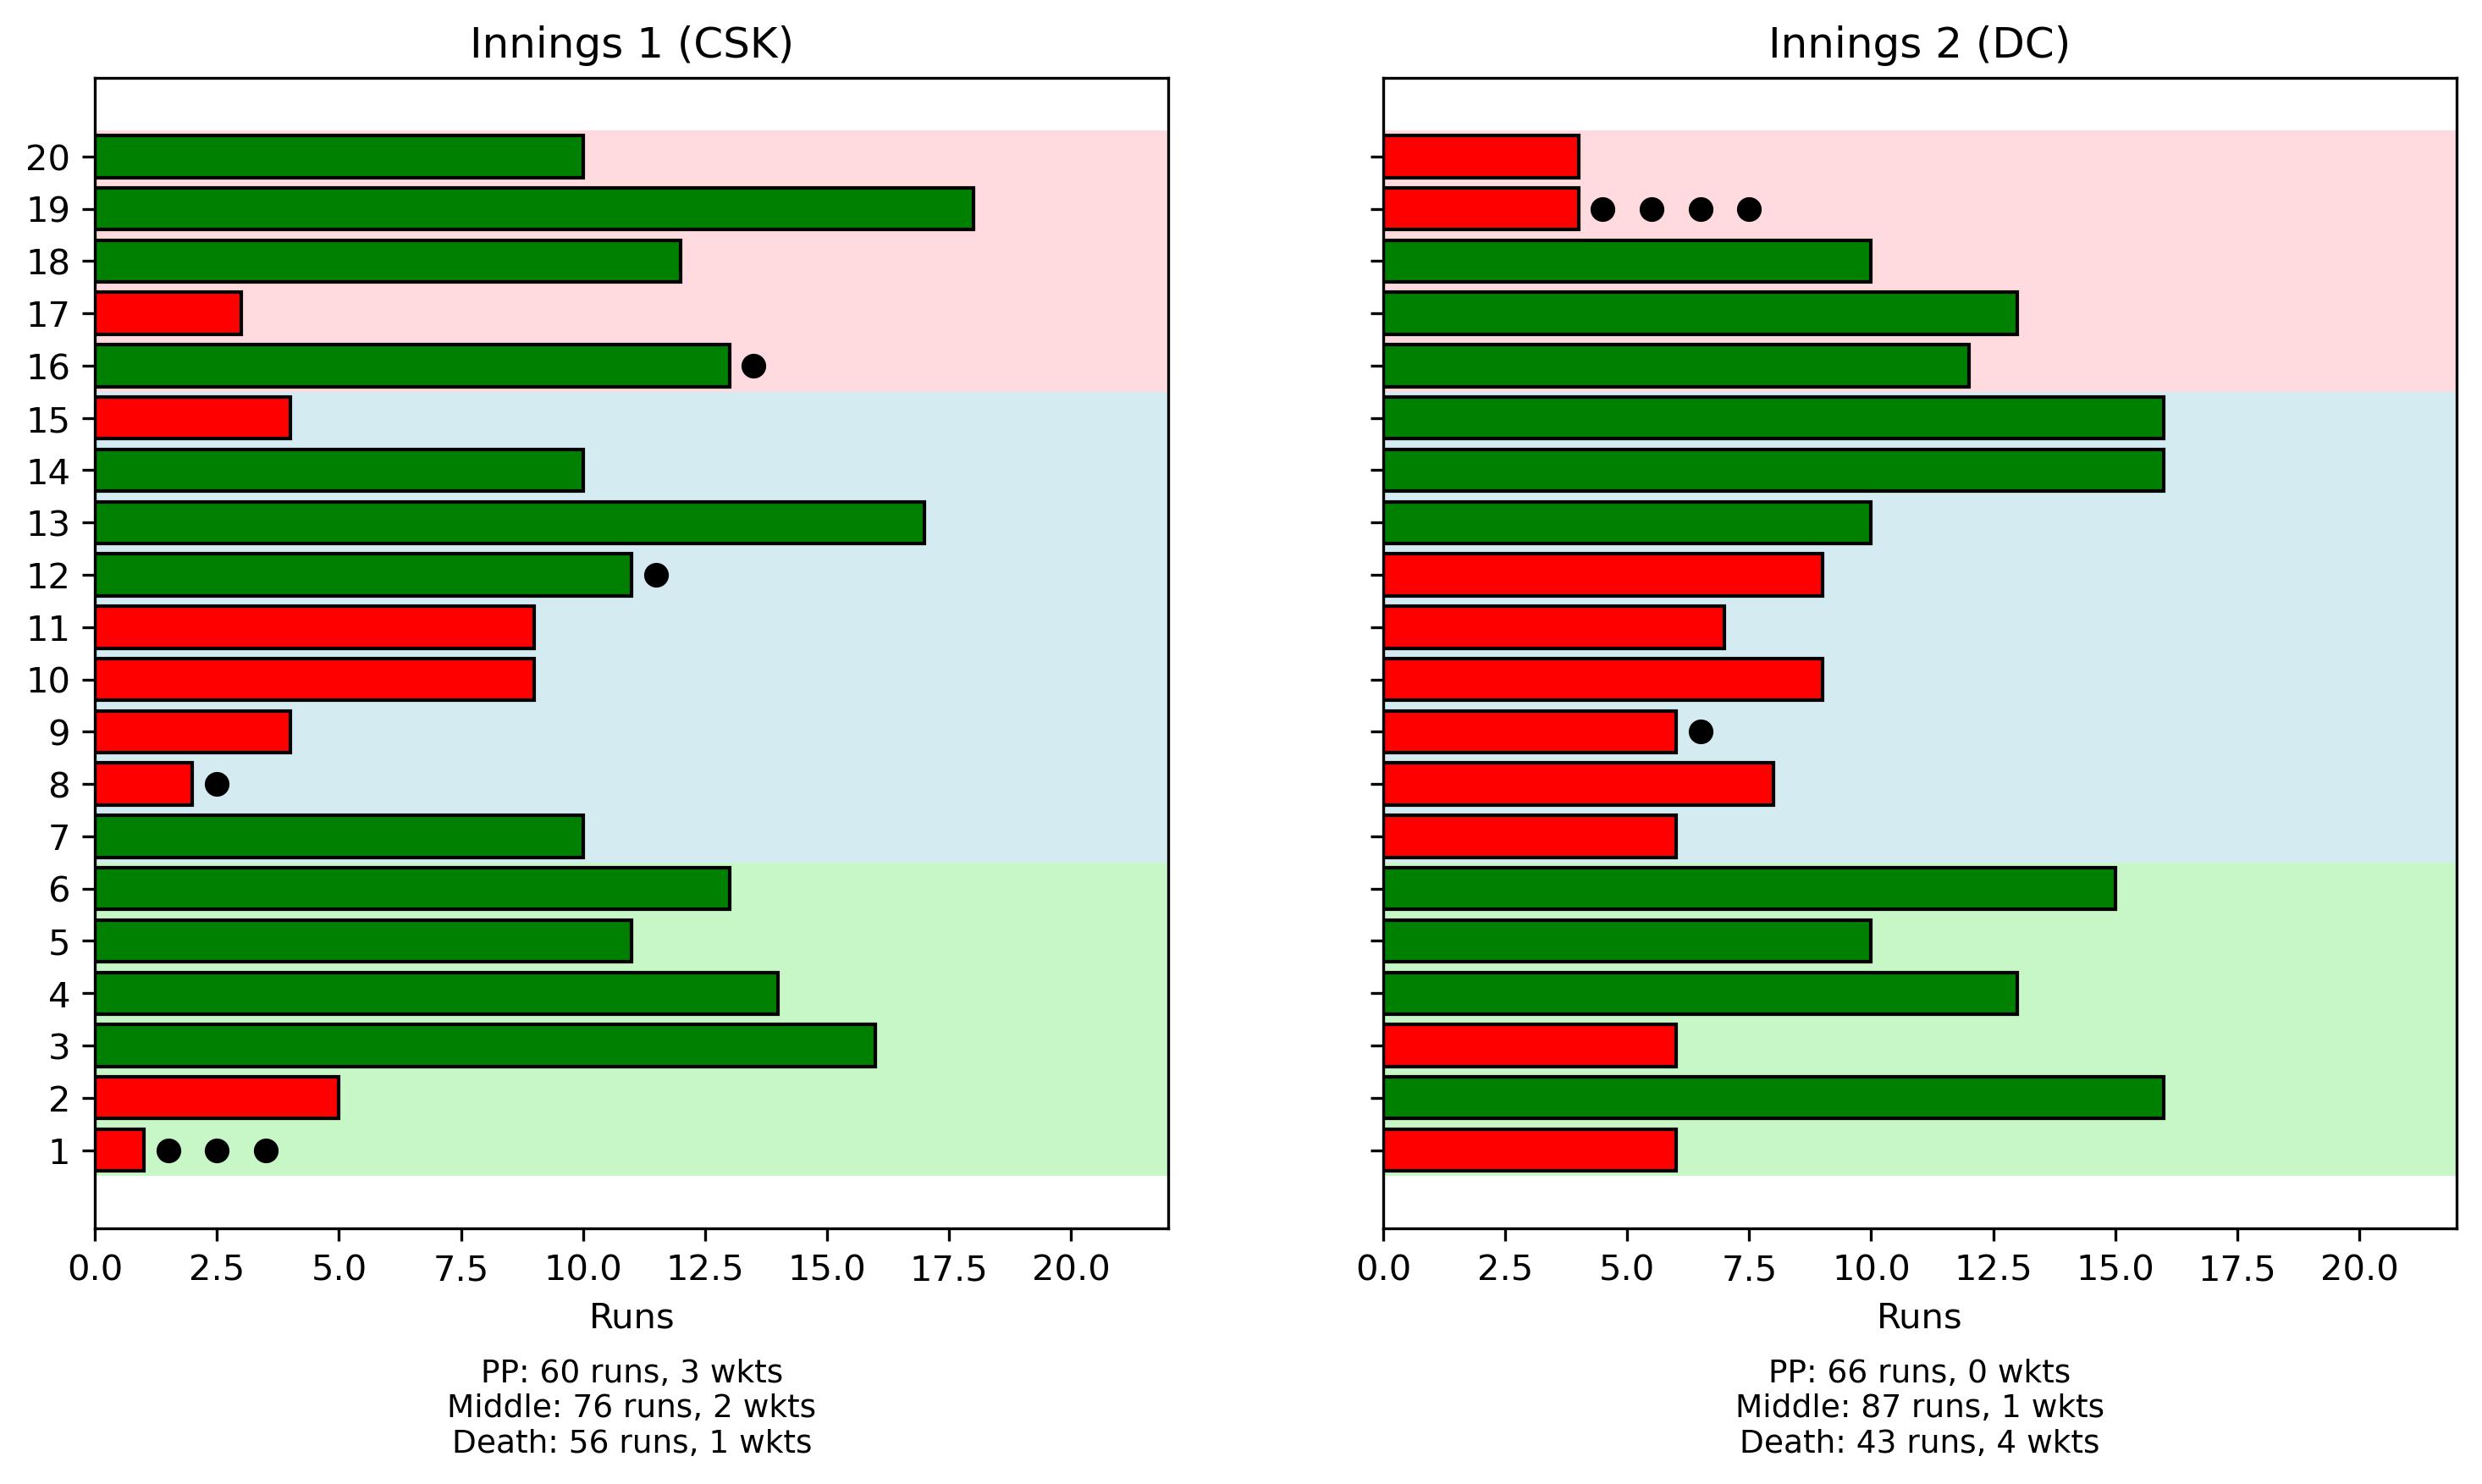 Innings 1 (CSK)
20
19
18
17
16
15
14
13
12
11
10
9
8
7
6
5
4
3
2
1
0.0 2.5 5.0 7.5 10.0 12.5 15.0 17.5 20.0
Runs
PP: 60 runs, 3 wkts
Middle: 76 runs, 2 wkts
Death: 56 runs, 1 wkts
Innings 2 (DC)
0.0 2.5 5.0 7.5 10.0 12.5 15.0 17.5 20.0
Runs
PP: 66 runs, 0 wkts
Middle: 87 runs, 1 wkts
Death: 43 runs, 4 wkts